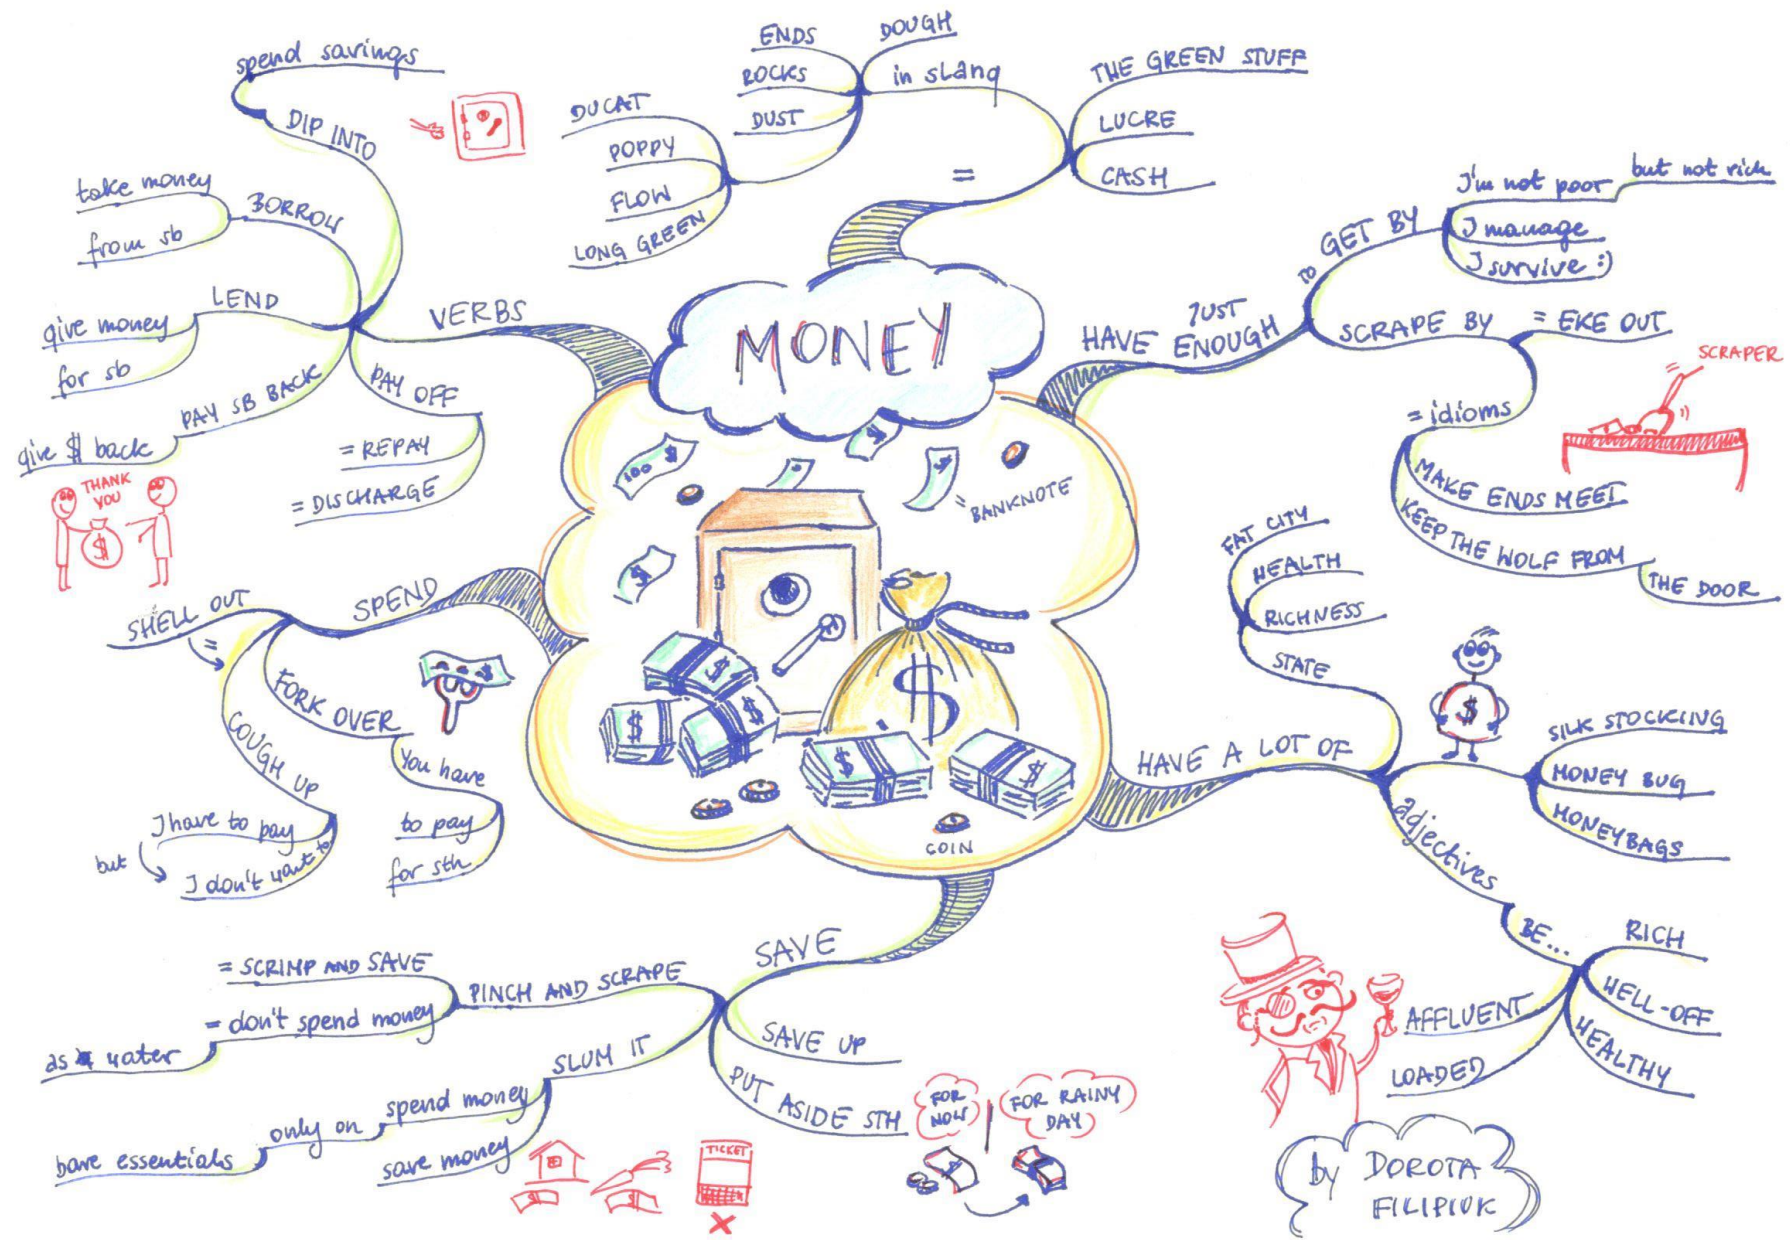 MONEY
=
THE GREEN STUFF
LUCRE
CASH
in slang
DOUGH
ENDS
ROCKS
DUST
DUCAT
POPPY
FLOW
LONG GREEN
HAVE JUST ENOUGH
TO GET BY
I'm not poor
but not rich
I manage
I survive :)
SCRAPE BY
= EKE OUT
SCRAPER
= idioms
MAKE ENDS MEET
KEEP THE WOLF FROM
THE DOOR
HAVE A LOT OF
STATE
FAT CITY
WEALTH
RICHNESS
SILK STOCKING
MONEY BUG
MONEYBAGS
$
adjectives
BE...
RICH
WELL-OFF
WEALTHY
AFFLUENT
LOADED
SAVE
SAVE UP
PUT ASIDE STH
FOR NOW
FOR RAINY DAY
PINCH AND SCRAPE
= SCRIMP AND SAVE
= don't spend money
as water
SLUM IT
spend money
only on
bare essentials
save money
TICKET
SPEND
SHELL OUT
=
COUGH UP
I have to pay
but
I don't want to
FORK OVER
You have
to pay
for sth
VERBS
DIP INTO
spend savings
BORROW
take money
from sb
LEND
give money
for sb
PAY SB BACK
give $ back
THANK YOU
$
PAY OFF
= REPAY
= DISCHARGE
100 $
$
$
= BANKNOTE
$
$
$
$
$
$
$
COIN
by DOROTA
FILIPIUK